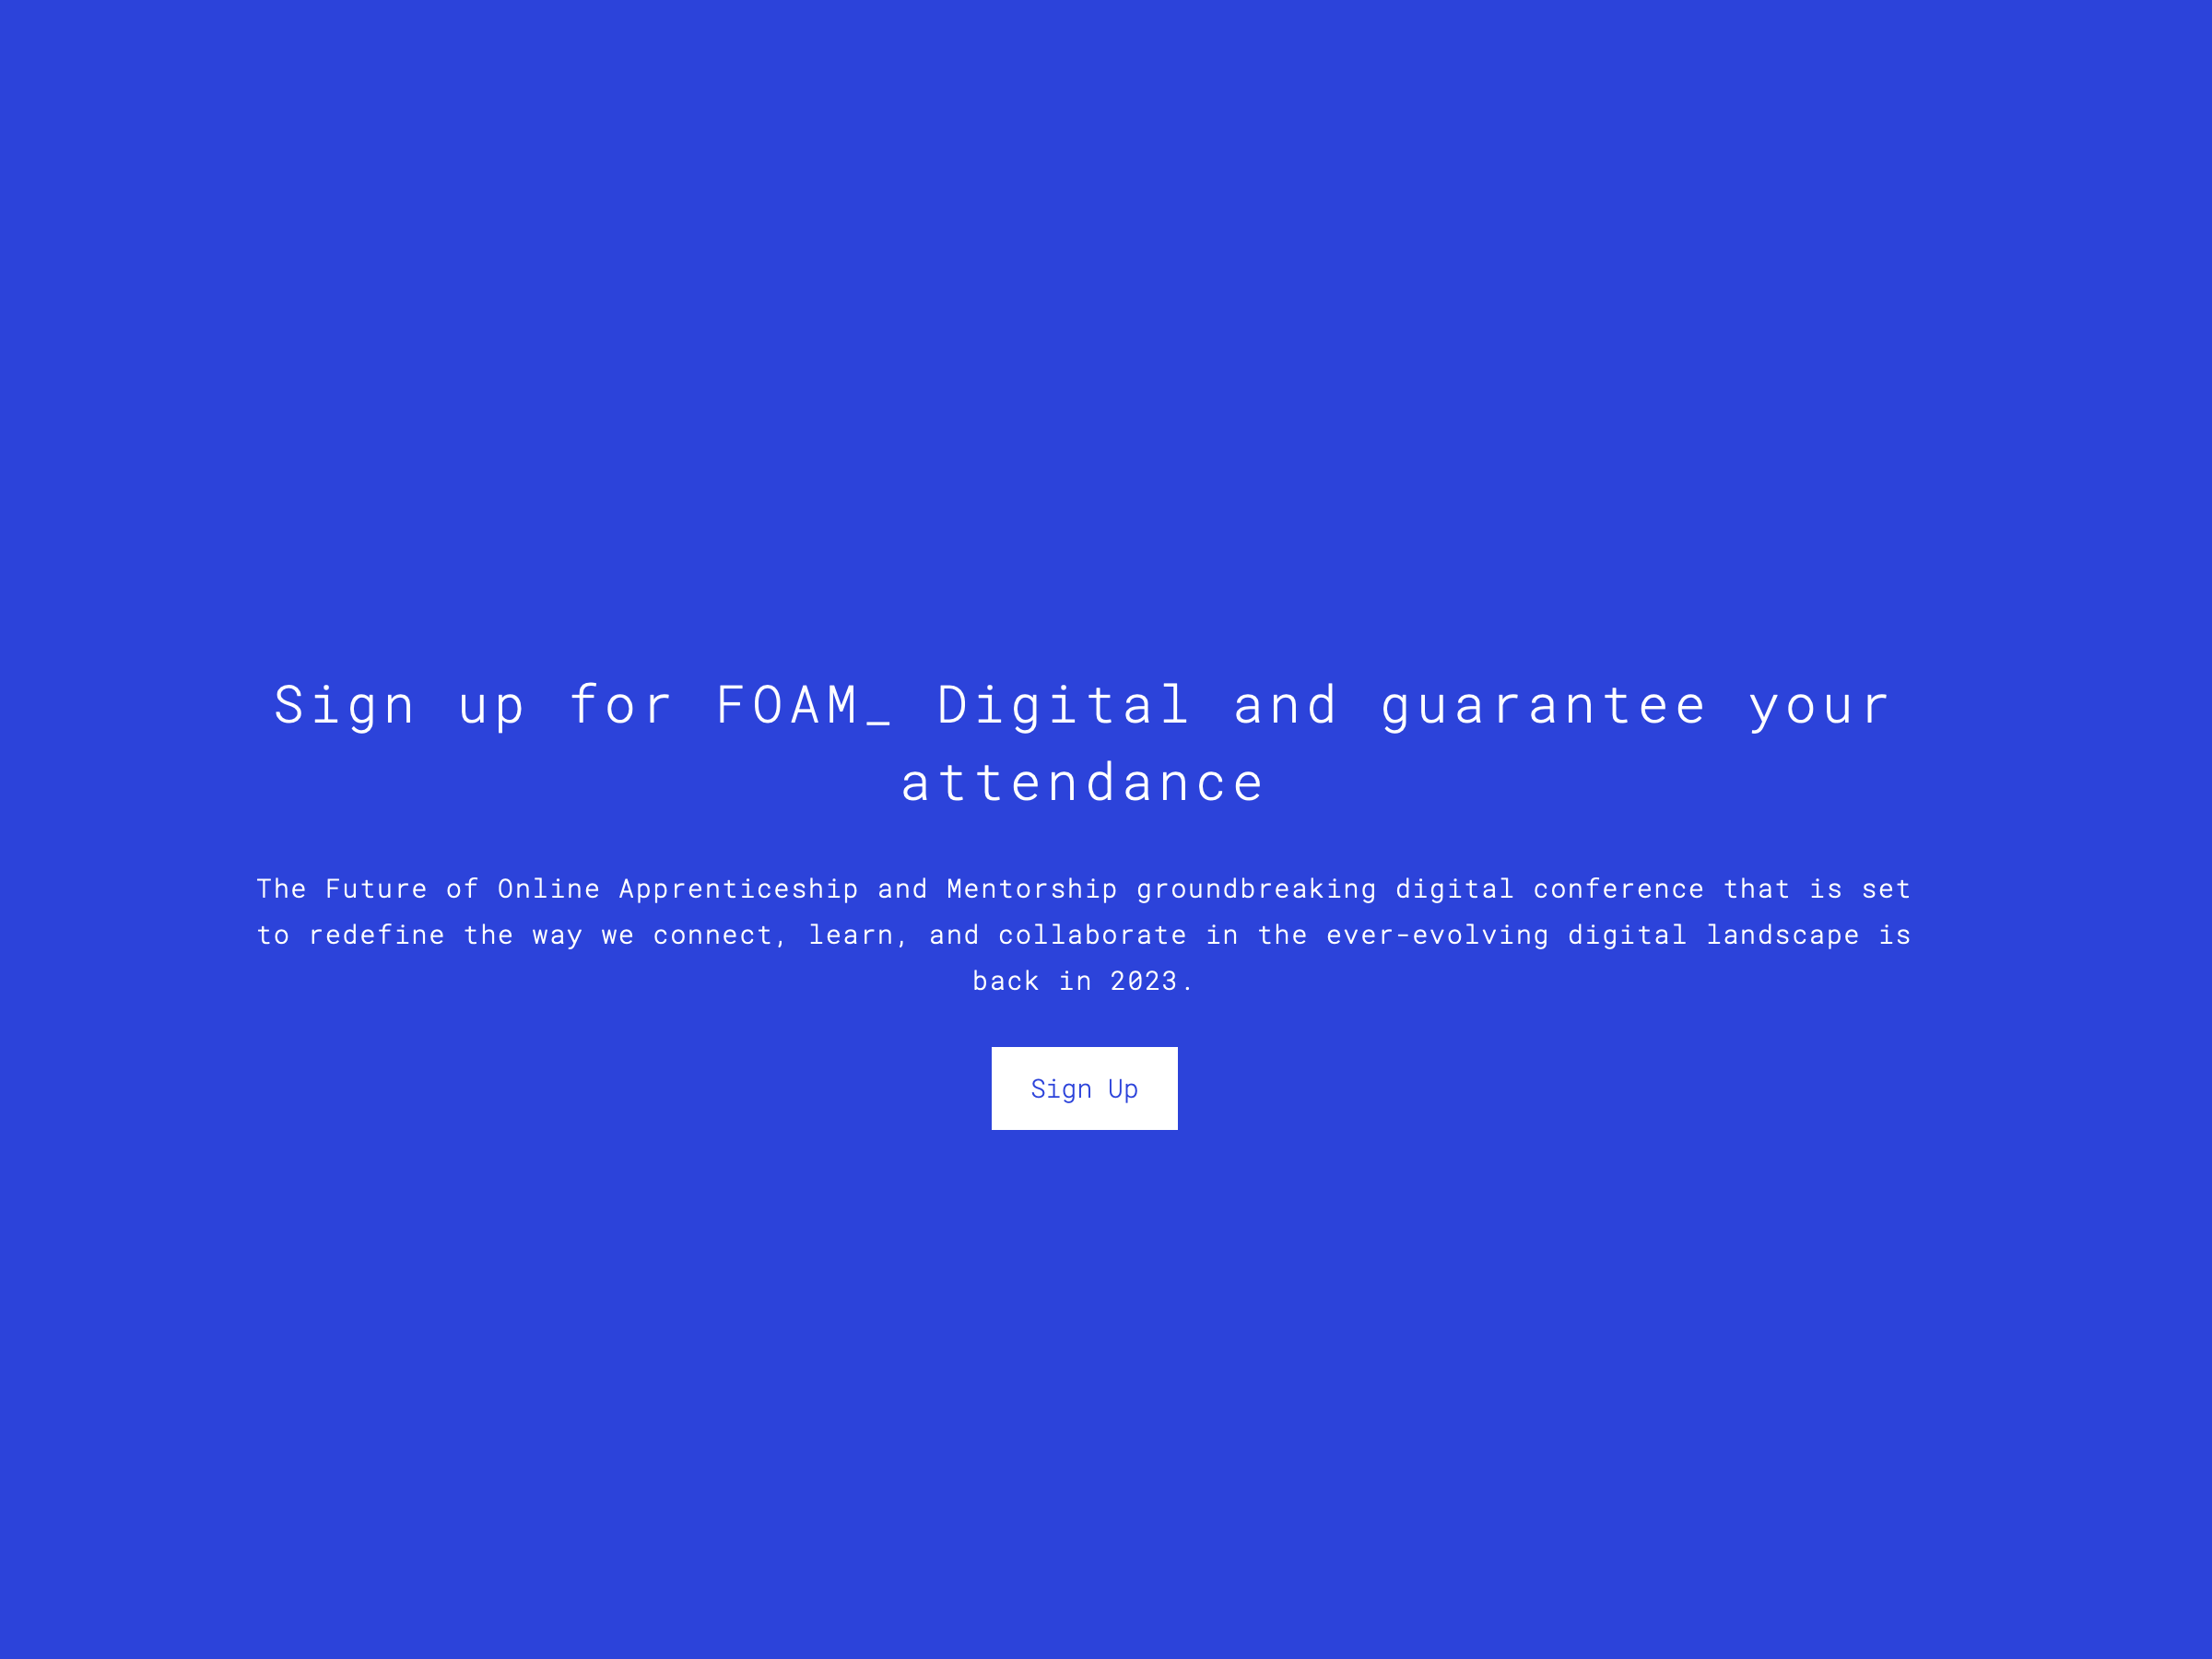 Sign up for FOAM_ Digital and guarantee your
attendance
The Future of Online Apprenticeship and Mentorship groundbreaking digital conference that is set
to redefine the way we connect, learn, and collaborate in the ever-evolving digital landscape is
back in 2023.
Sign Up